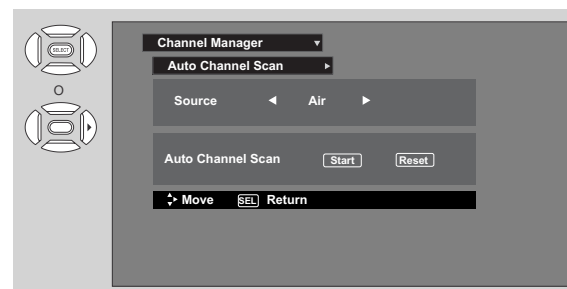 SELECT
O
Channel Manager
Auto Channel Scan
Source Air
Auto Channel Scan Start Reset
Move SEL Return